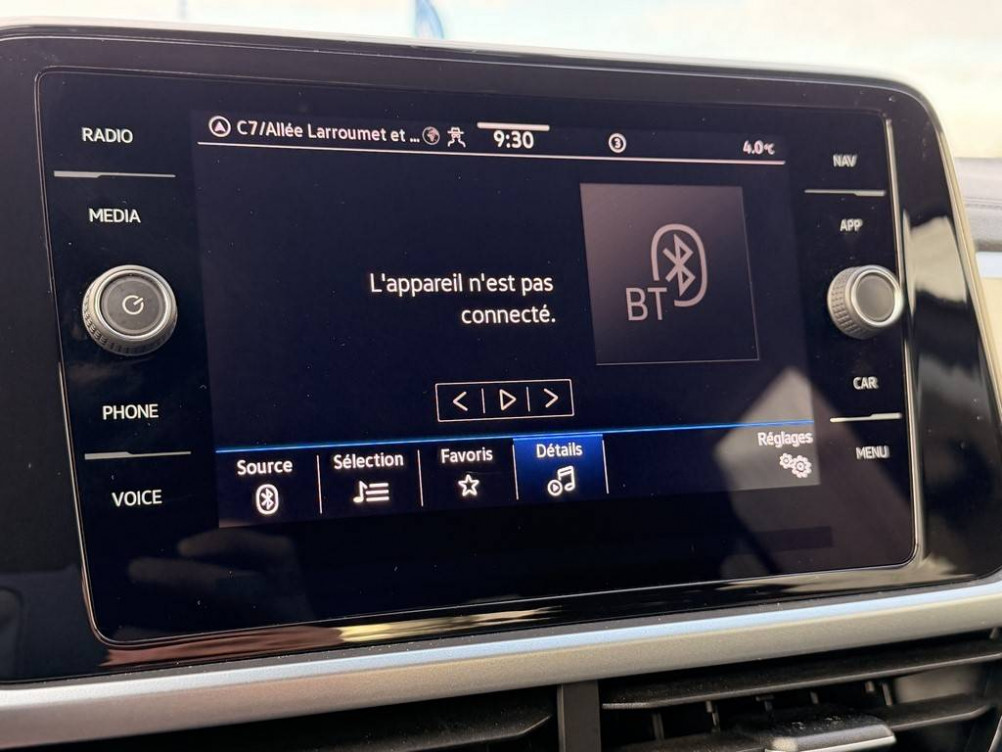 RADIO
MEDIA
PHONE
VOICE
C7/Allée Larroumet et ...
9:30
3
4.0°C
L'appareil n'est pas
connecté.
BT
Source
Sélection
Favoris
Détails
Réglages
NAV
APP
CAR
MENU